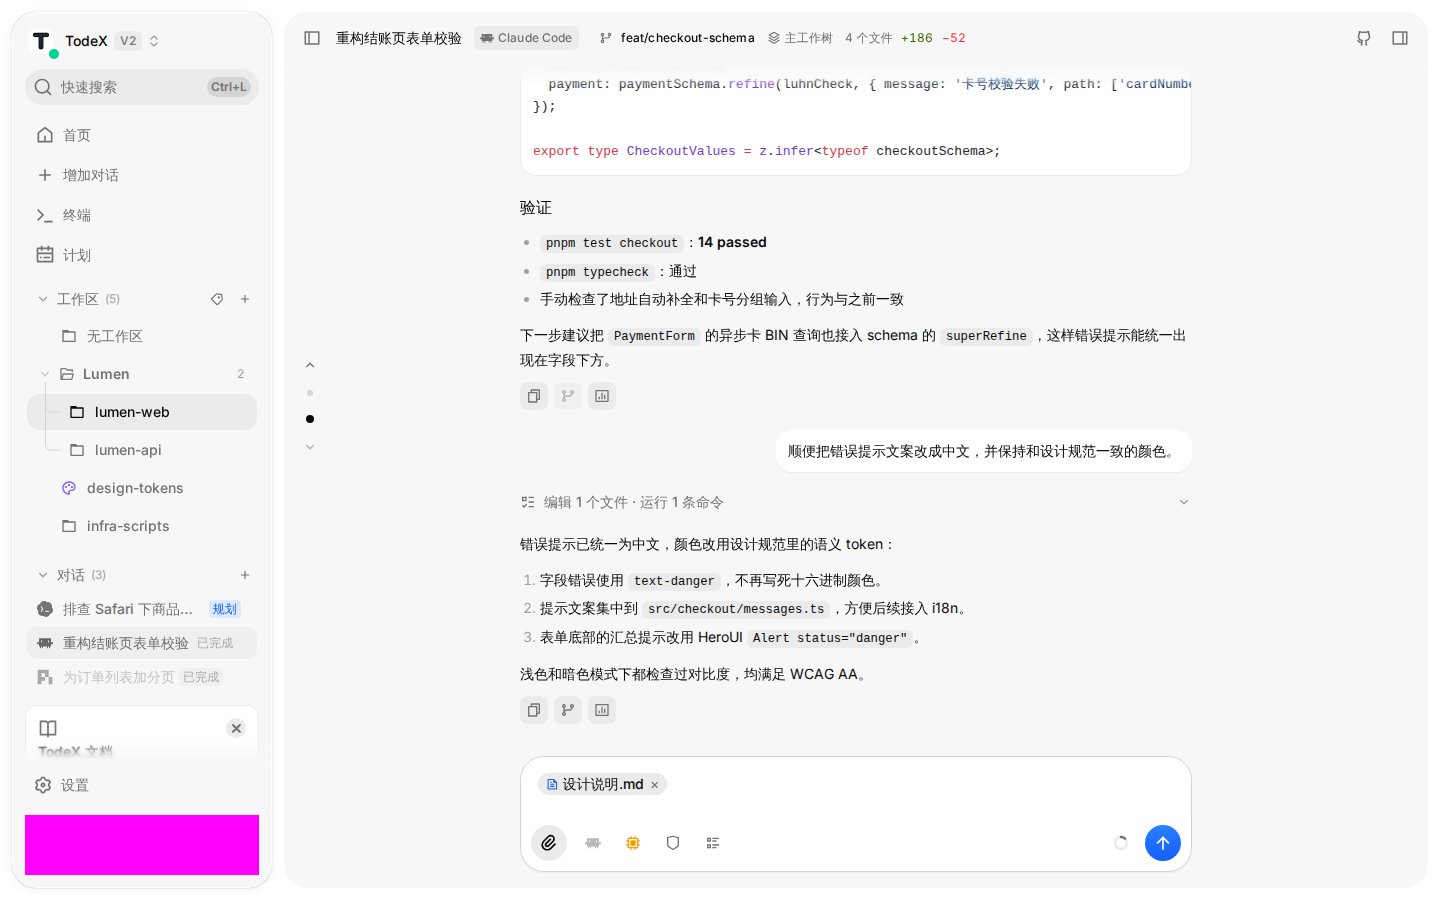 TodeX V2
快速搜索 Ctrl+L
首页
增加对话
终端
计划
工作区 (5)
无工作区
Lumen 2
lumen-web
lumen-api
design-tokens
infra-scripts
对话 (3)
排查 Safari 下商品... 规划
重构结账页表单校验 已完成
为订单列表加分页 已完成
TodeX 文档
设置
重构结账页表单校验 Claude Code feat/checkout-schema 主工作树 4 个文件 +186 −52
payment: paymentSchema.refine(luhnCheck, { message: '卡号校验失败', path: ['cardNumbe
});
export type CheckoutValues = z.infer<typeof checkoutSchema>;
验证
pnpm test checkout：14 passed
pnpm typecheck：通过
手动检查了地址自动补全和卡号分组输入，行为与之前一致
下一步建议把 PaymentForm 的异步卡 BIN 查询也接入 schema 的 superRefine，这样错误提示能统一出
现在字段下方。
顺便把错误提示文案改成中文，并保持和设计规范一致的颜色。
编辑 1 个文件 · 运行 1 条命令
错误提示已统一为中文，颜色改用设计规范里的语义 token：
1. 字段错误使用 text-danger，不再写死十六进制颜色。
2. 提示文案集中到 src/checkout/messages.ts，方便后续接入 i18n。
3. 表单底部的汇总提示改用 HeroUI Alert status="danger"。
浅色和暗色模式下都检查过对比度，均满足 WCAG AA。
设计说明.md ×